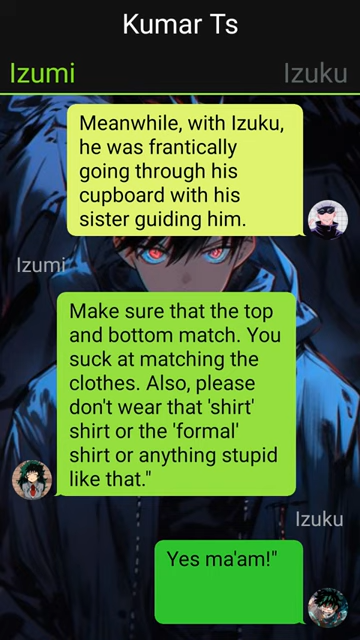 Kumar Ts
Izumi Izuku
Meanwhile, with Izuku,
he was frantically
going through his
cupboard with his
sister guiding him.
Izumi
Make sure that the top
and bottom match. You
suck at matching the
clothes. Also, please
don't wear that 'shirt'
shirt or the 'formal'
shirt or anything stupid
like that."
Izuku
Yes ma'am!"